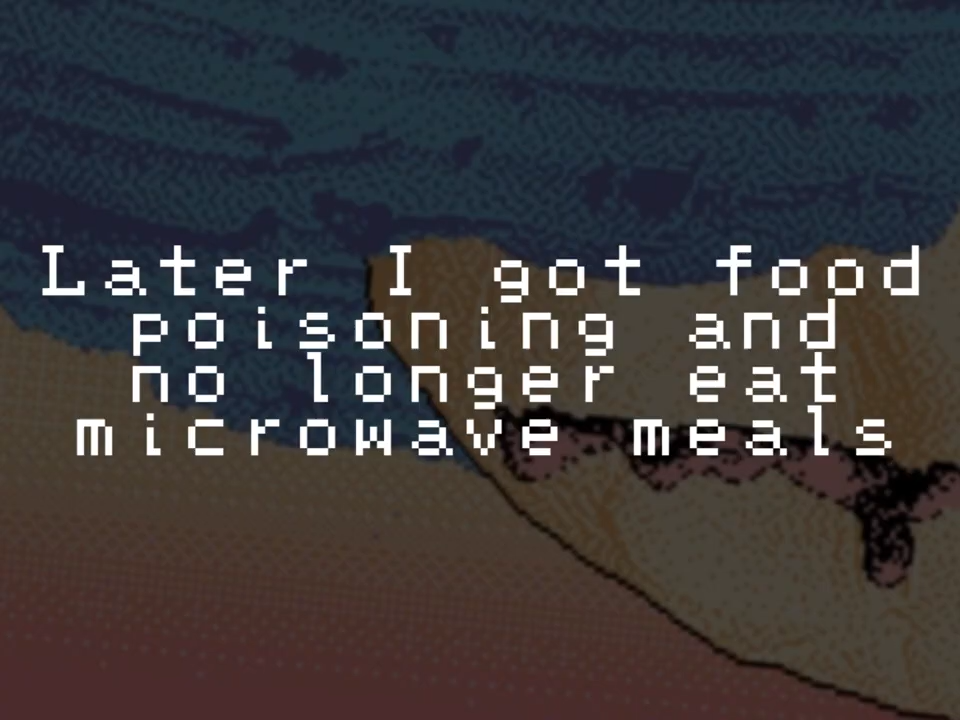 Later I got food
poisoning and
no longer eat
microwave meals